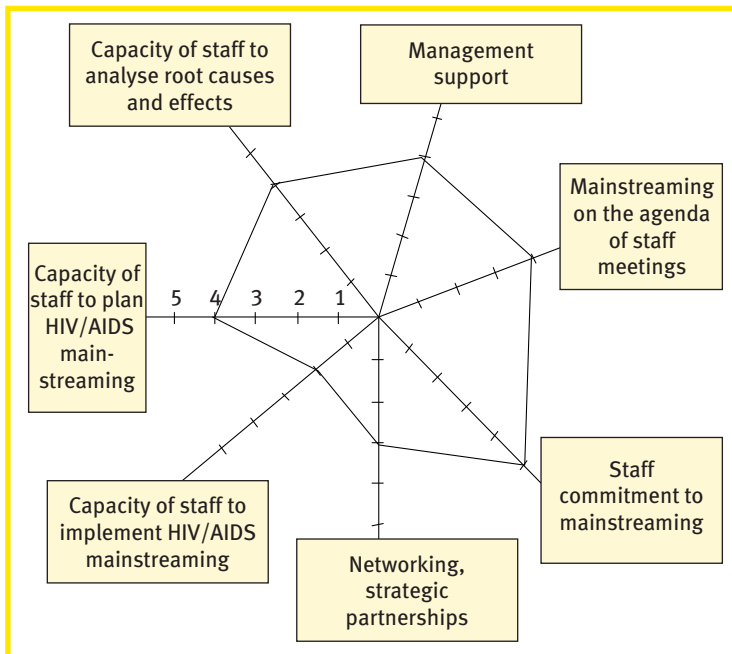 Capacity of staff to
analyse root causes
and effects
Management
support
Mainstreaming
on the agenda
of staff
meetings
Capacity of
staff to plan
HIV/AIDS
main-
streaming
5 4 3 2 1
Staff
commitment to
mainstreaming
Capacity of staff to
implement HIV/AIDS
mainstreaming
Networking,
strategic
partnerships